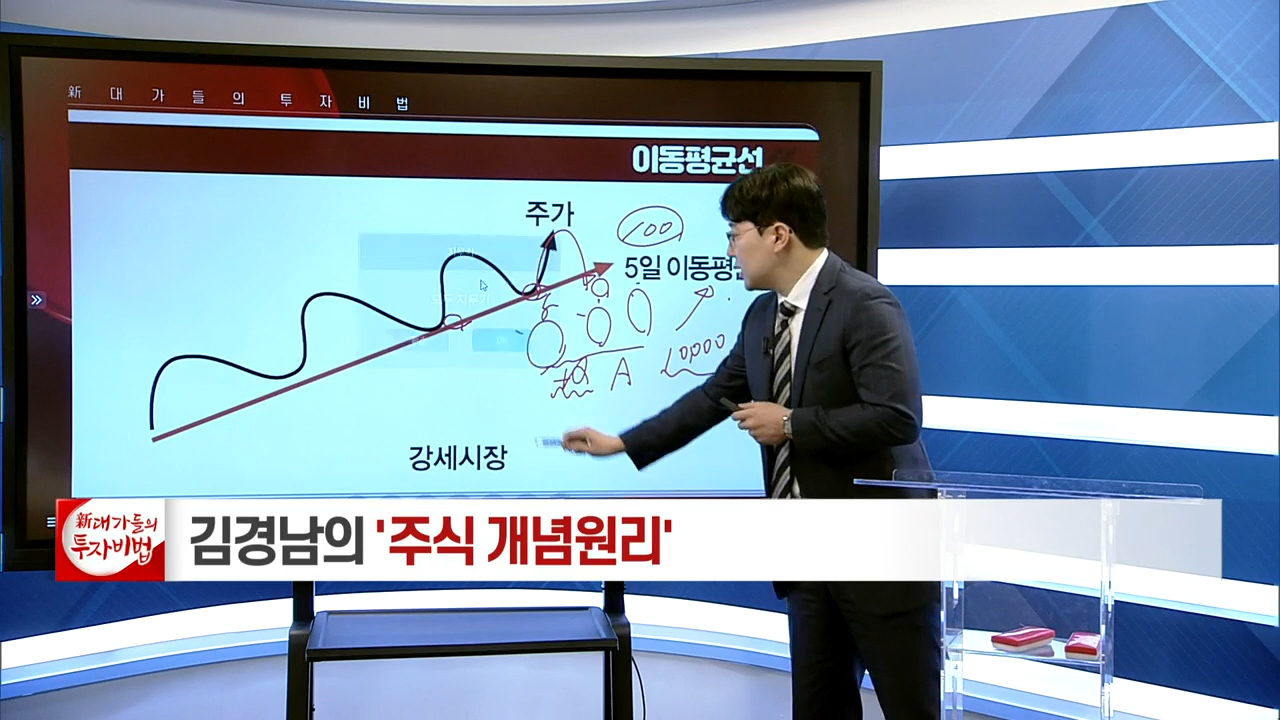 新 대 가 들 의 투 자 비 법
이동평균선
주가
100
5일 이동평균
10,000
A
강세시장
新대가들의
투자비법
김경남의 '주식 개념원리'